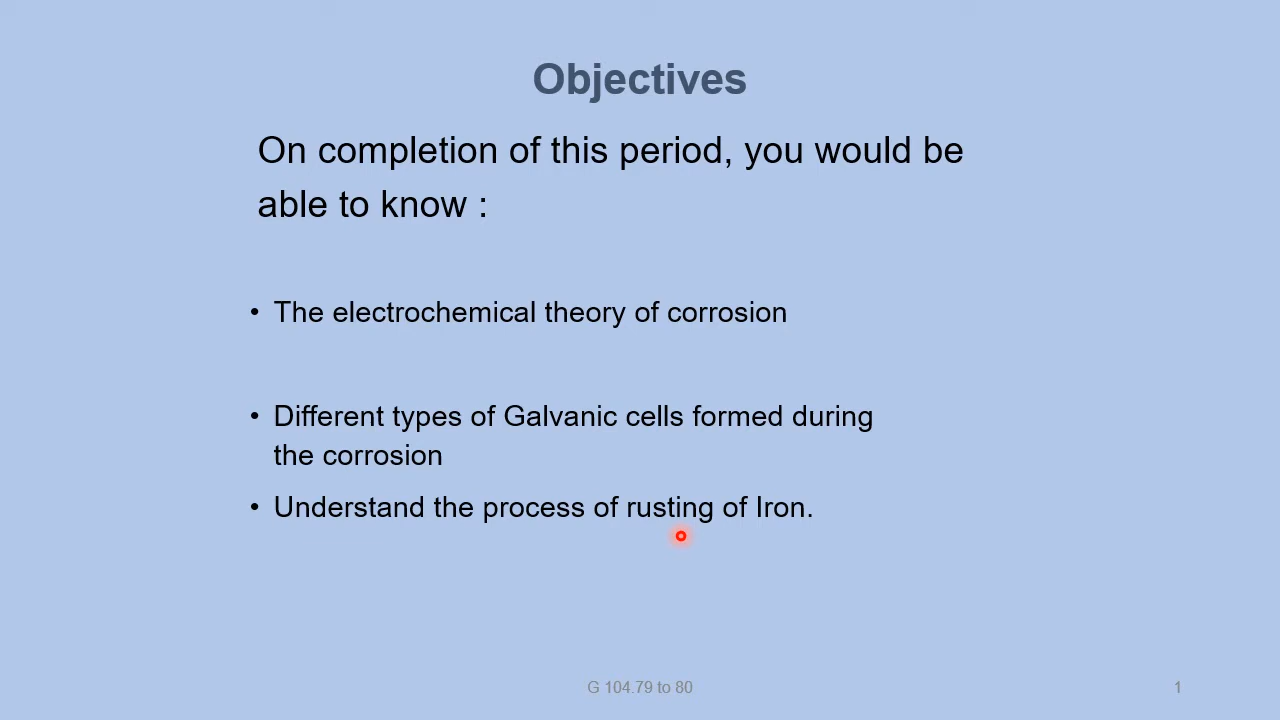 Objectives
On completion of this period, you would be
able to know :
• The electrochemical theory of corrosion
• Different types of Galvanic cells formed during
the corrosion
• Understand the process of rusting of Iron.
G 104.79 to 80
1